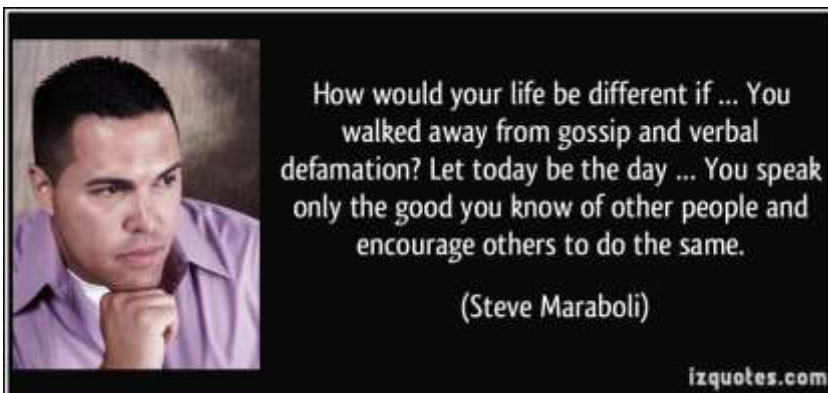 How would your life be different if ... You
walked away from gossip and verbal
defamation? Let today be the day ... You speak
only the good you know of other people and
encourage others to do the same.
(Steve Maraboli)
izquotes.com